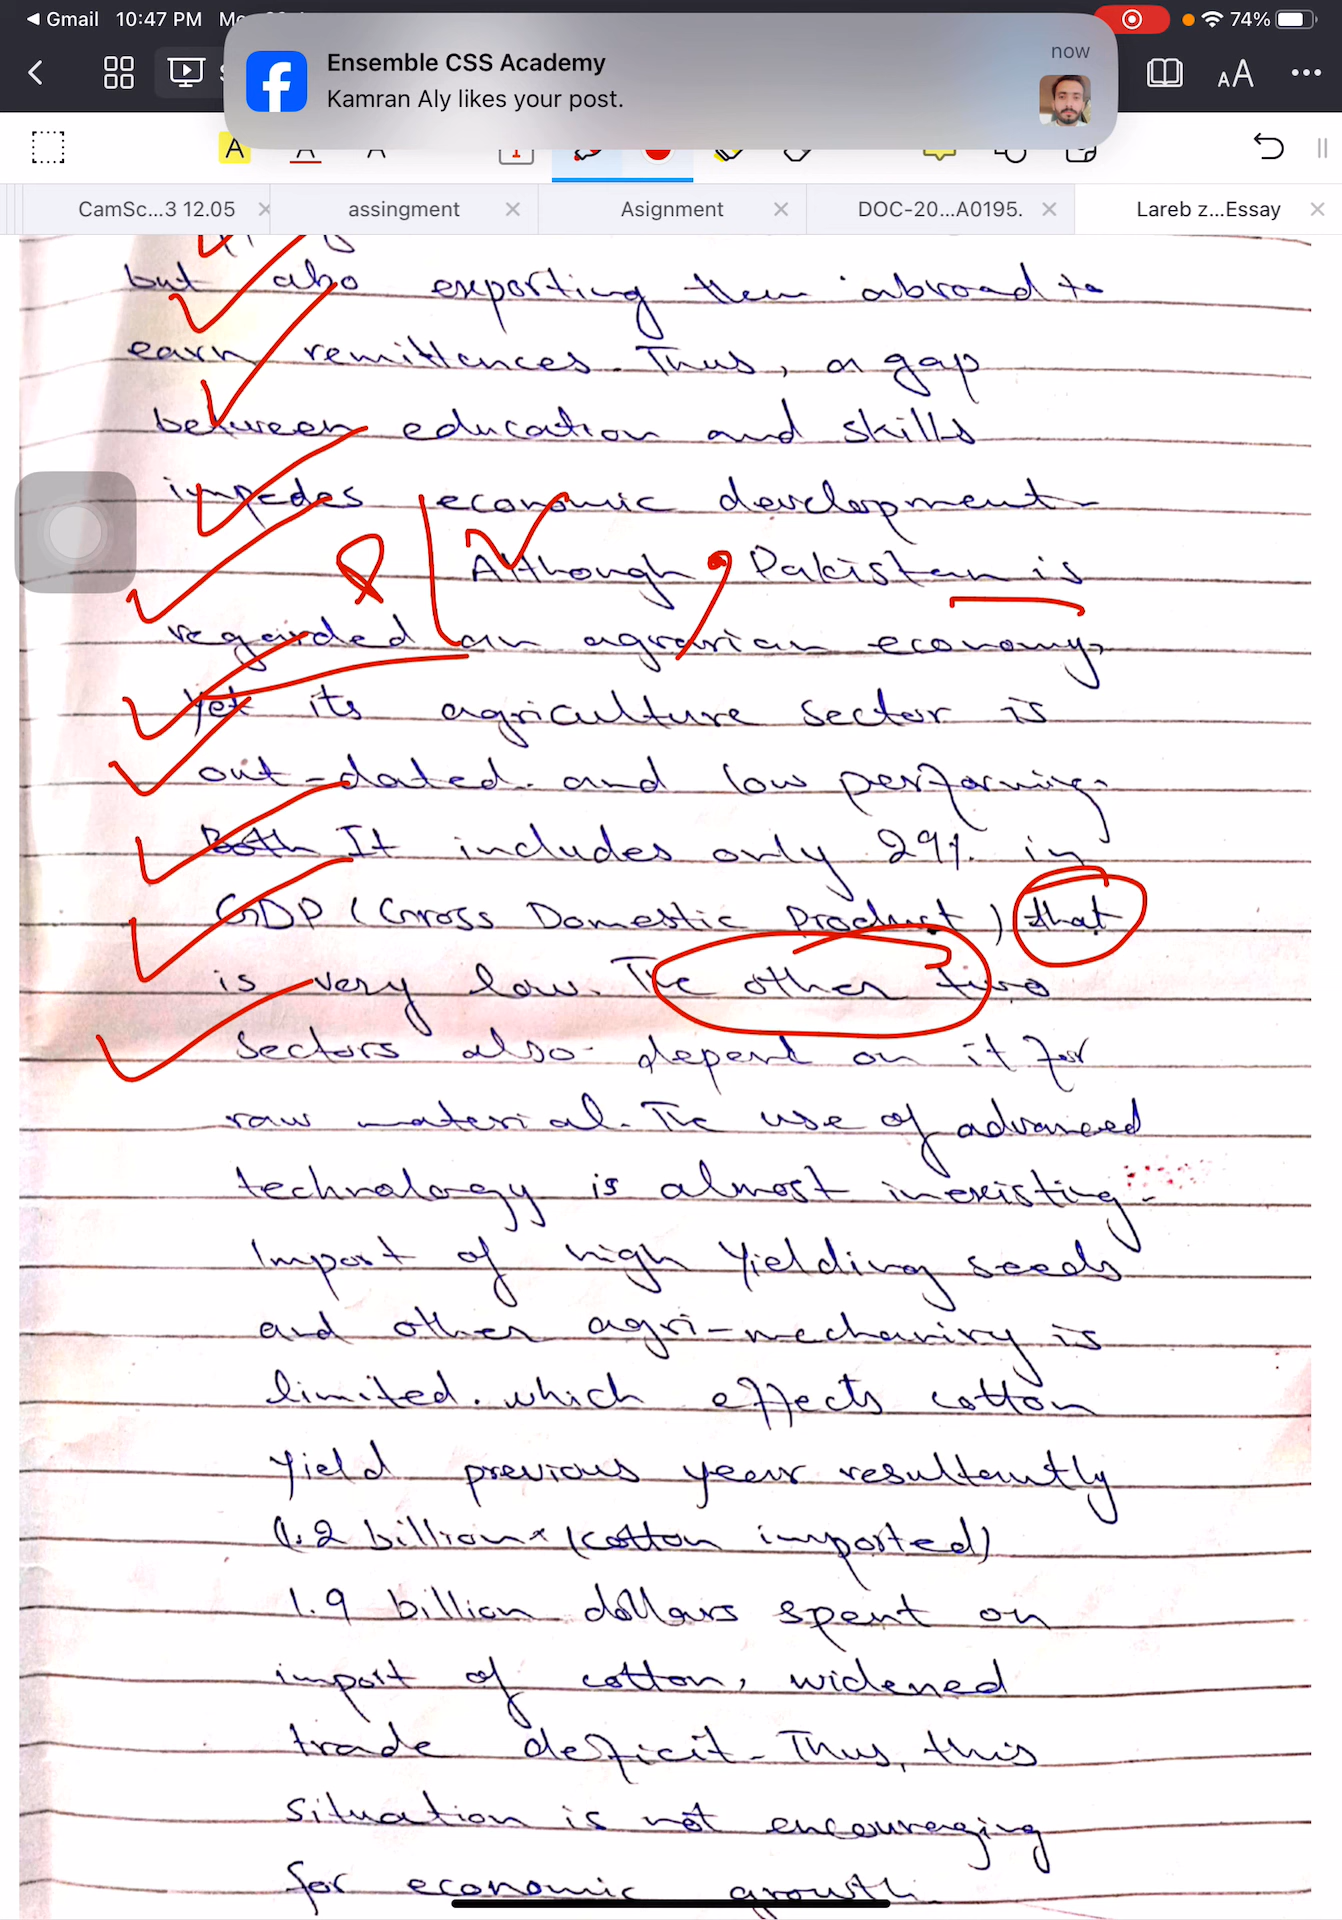 Gmail 10:47 PM
74%
Ensemble CSS Academy
now
Kamran Aly likes your post.
AA
A A
CamSc...3 12.05
assingment
Asignment
DOC-20...A0195.
Lareb z...Essay
but also exporting them abroad to
earn remittances. Thus, a gap
between education and skills
impedes economic development.
Although, Pakistan is
regarded an agrarian economy,
Yet its agriculture sector is
out-dated and low performing.
Both It includes only 29% in
GDP (Gross Domestic Product) that
is very low. The other two
sectors also depend on it for
raw material. The use of advanced
technology is almost inexisting.
Import of high Yielding seeds
and other agri-mechaniry is
limited. which effects cotton
Yield previous year resultantly
billion (cotton imported)
1.9 billion dollars spent on
import of cotton, widened
trade deficit. Thus, this
situation is not encouraging
for economic growth.